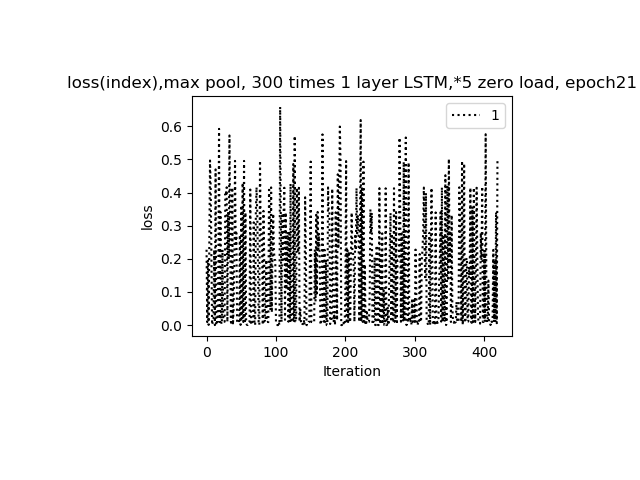 loss(index),max pool, 300 times 1 layer LSTM,*5 zero load, epoch21
1
0.6
0.5
0.4
0.3
0.2
0.1
0.0
loss
0 100 200 300 400
Iteration